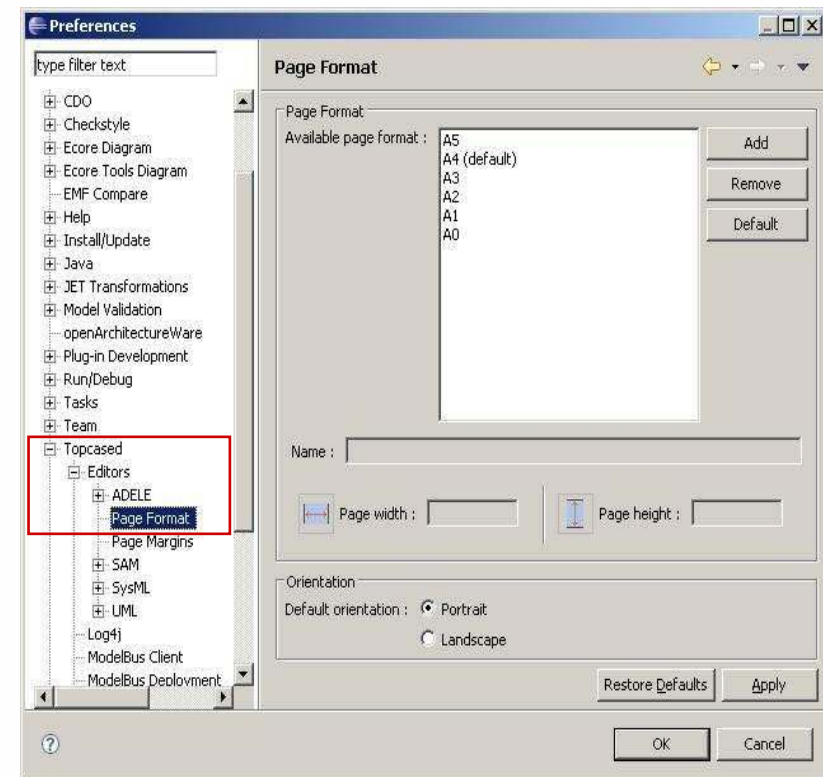 Preferences
type filter text
CDO
Checkstyle
Ecore Diagram
Ecore Tools Diagram
EMF Compare
Help
Install/Update
Java
JET Transformations
Model Validation
openArchitectureWare
Plug-in Development
Run/Debug
Tasks
Team
Topcased
Editors
ADELE
Page Format
Page Margins
SAM
SysML
UML
Log4j
ModelBus Client
ModelBus Deployment
Page Format
Page Format
Available page format :
A5
A4 (default)
A3
A2
A1
A0
Add
Remove
Default
Name :
Page width :
Page height :
Orientation
Default orientation :
Portrait
Landscape
Restore Defaults
Apply
OK
Cancel